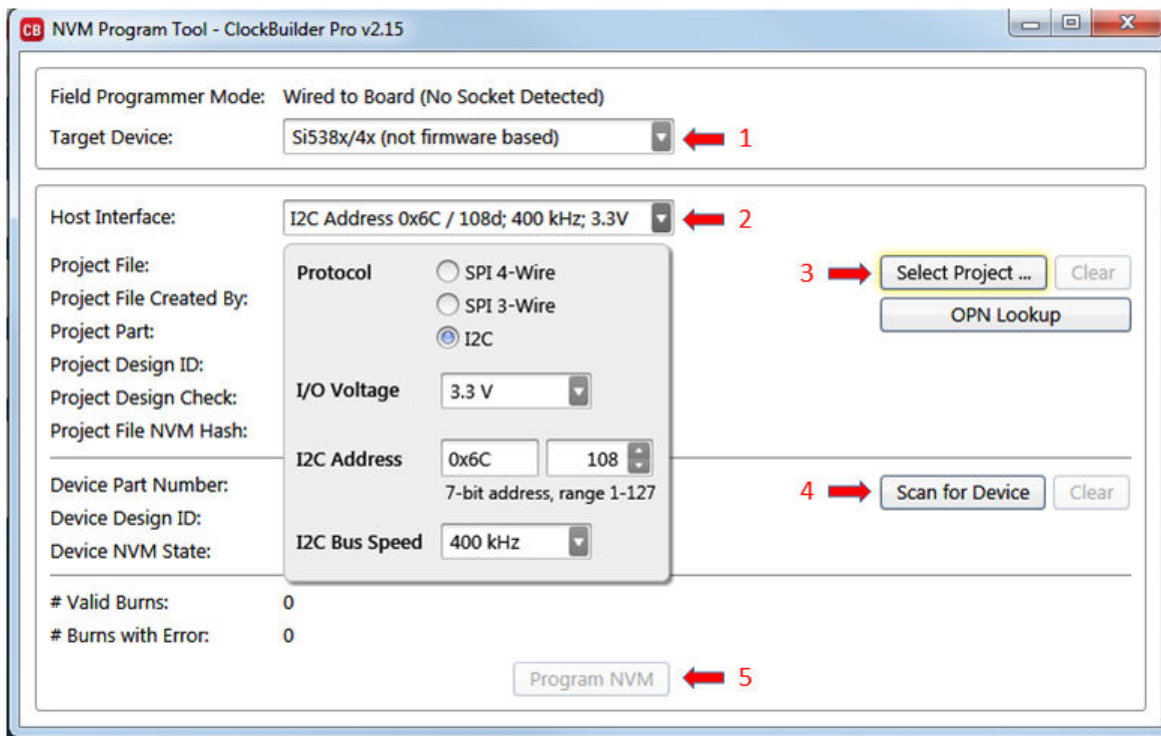 CB NVM Program Tool - ClockBuilder Pro v2.15
Field Programmer Mode: Wired to Board (No Socket Detected)
Target Device: Si538x/4x (not firmware based) 1
Host Interface: I2C Address 0x6C / 108d; 400 kHz; 3.3V 2
Project File:
Project File Created By:
Project Part:
Project Design ID:
Project Design Check:
Project File NVM Hash:
Protocol SPI 4-Wire
SPI 3-Wire
I2C
I/O Voltage 3.3 V
I2C Address 0x6C 108
7-bit address, range 1-127
I2C Bus Speed 400 kHz
3 Select Project ... Clear
OPN Lookup
Device Part Number:
Device Design ID:
Device NVM State:
4 Scan for Device Clear
# Valid Burns: 0
# Burns with Error: 0
Program NVM 5